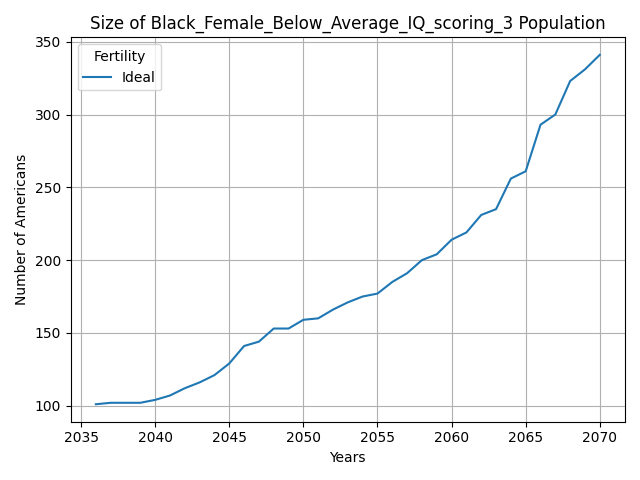 Size of Black_Female_Below_Average_IQ_scoring_3 Population
Fertility
Ideal
Number of Americans
350
300
250
200
150
100
2035 2040 2045 2050 2055 2060 2065 2070
Years